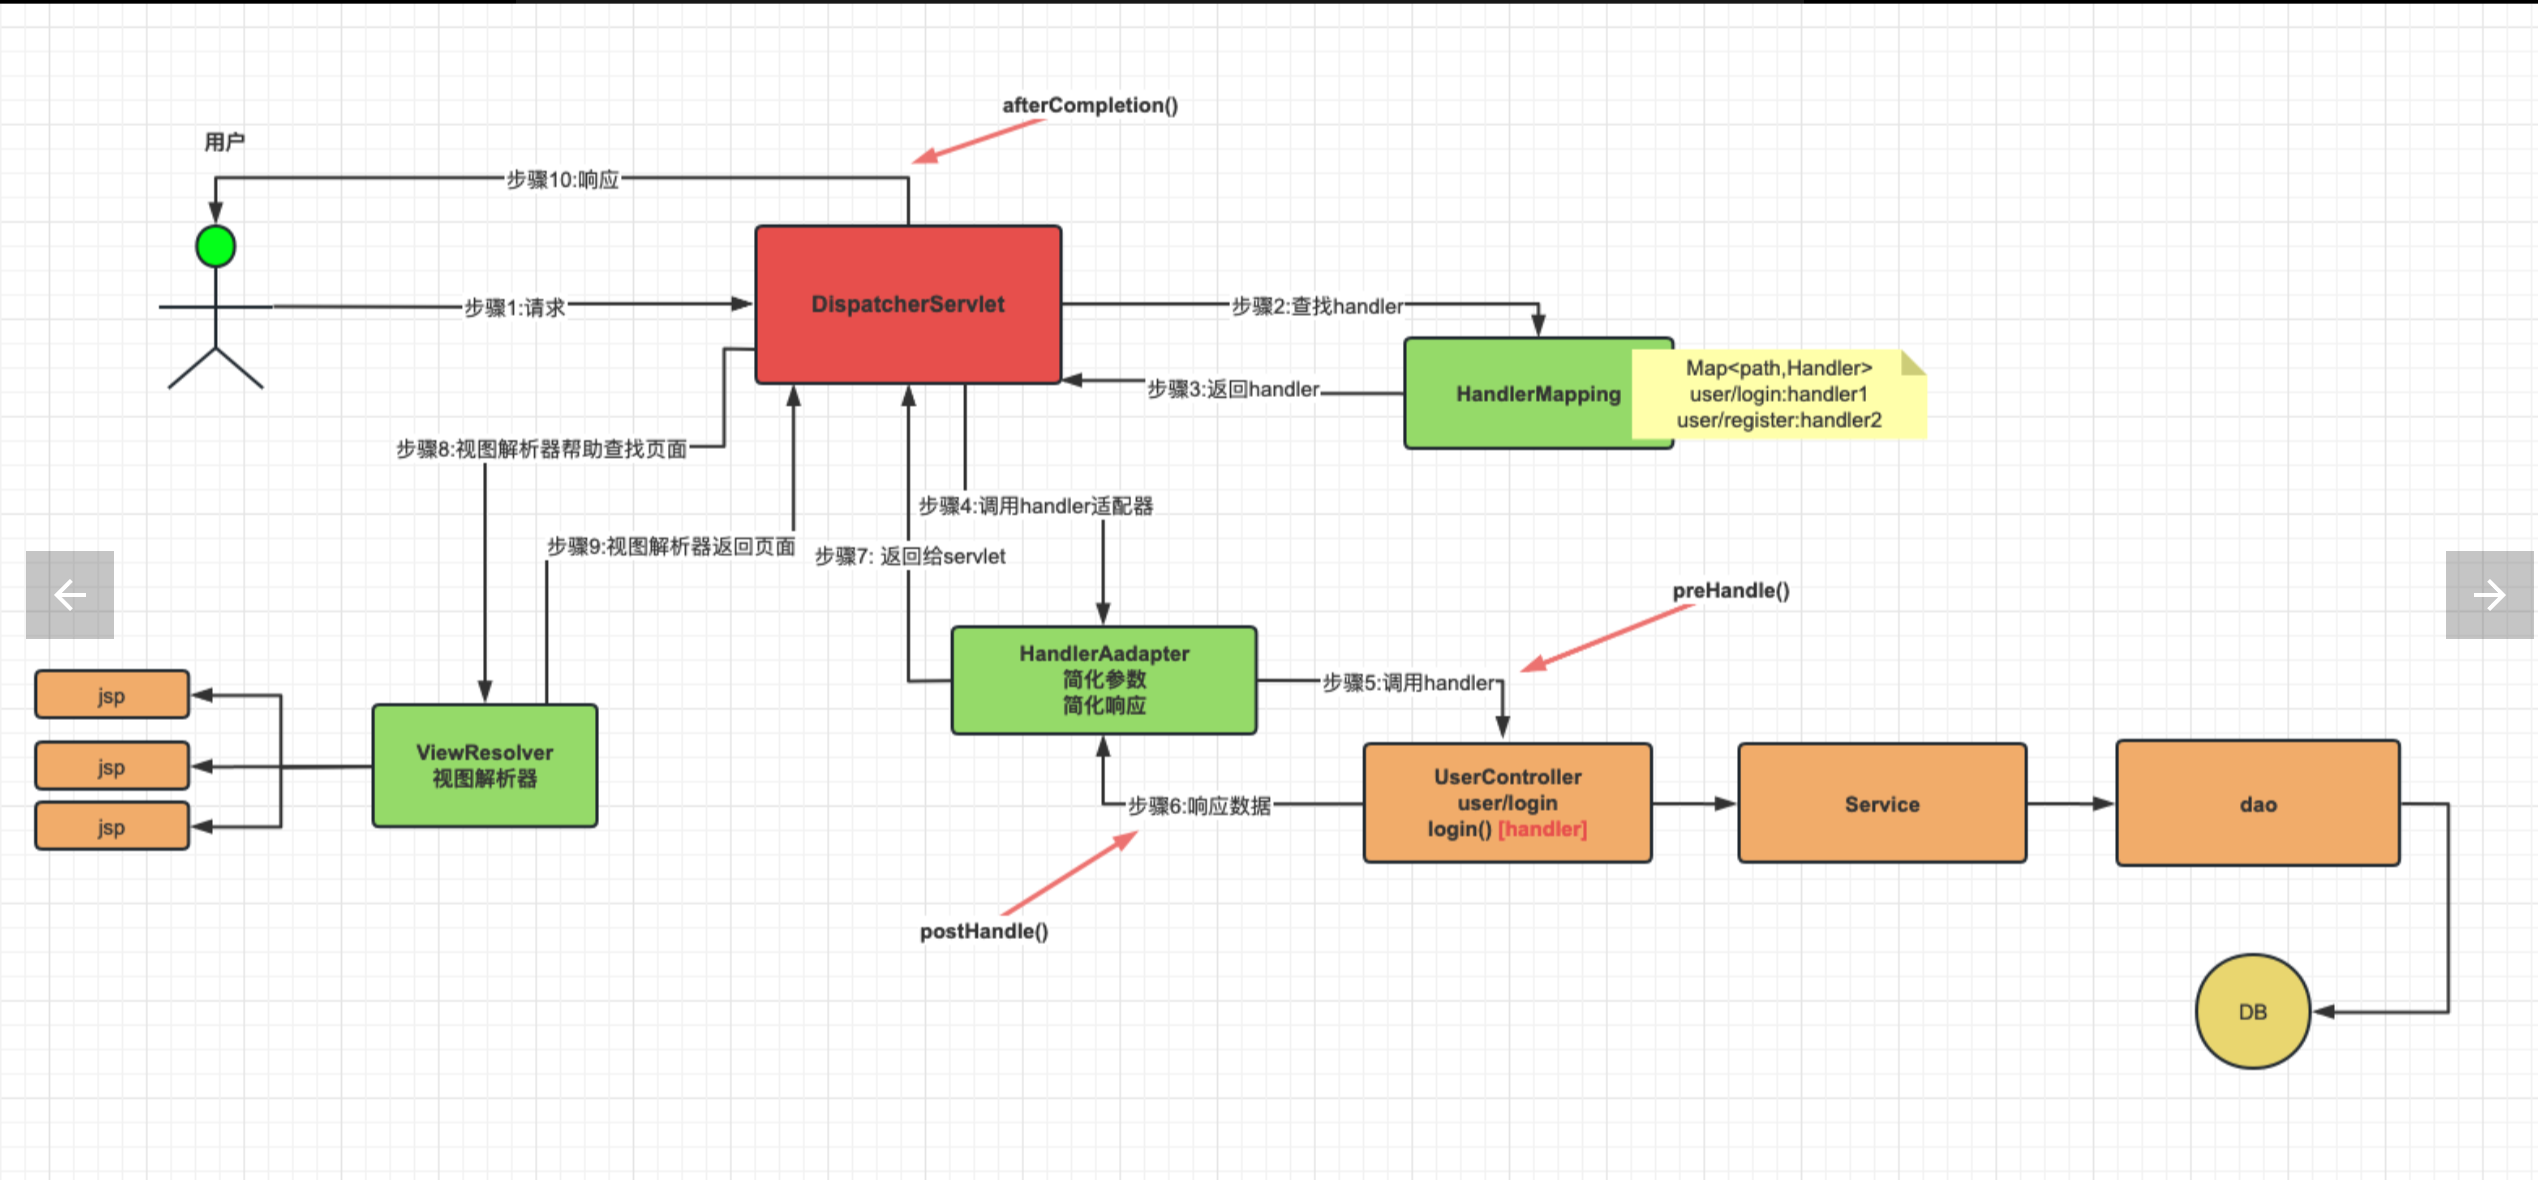 afterCompletion()
用户
步骤10:响应
DispatcherServlet
步骤1:请求
步骤2:查找handler
步骤3:返回handler
HandlerMapping
Map<path,Handler>
user/login:handler1
user/register:handler2
步骤8:视图解析器帮助查找页面
步骤4:调用handler适配器
步骤9:视图解析器返回页面
步骤7: 返回给servlet
preHandle()
HandlerAadapter
简化参数
简化响应
步骤5:调用handler
jsp
jsp
jsp
ViewResolver
视图解析器
步骤6:响应数据
UserController
user/login
login() [handler]
Service
dao
postHandle()
DB